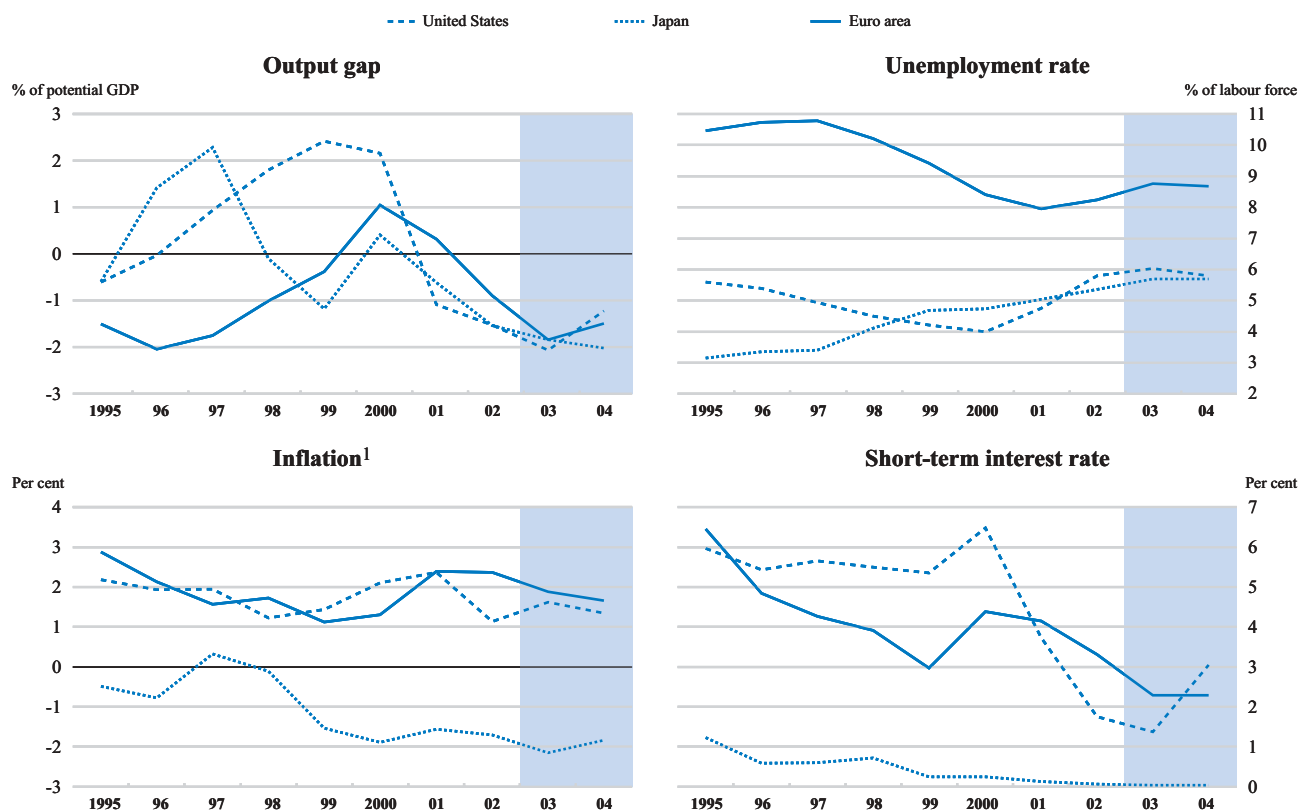 United States Japan Euro area
Output gap
% of potential GDP
3
2
1
0
-1
-2
-3
1995 96 97 98 99 2000 01 02 03 04
Unemployment rate
% of labour force
11
10
9
8
7
6
5
4
3
2
1995 96 97 98 99 2000 01 02 03 04
Inflation1
Per cent
4
3
2
1
0
-1
-2
-3
1995 96 97 98 99 2000 01 02 03 04
Short-term interest rate
Per cent
7
6
5
4
3
2
1
0
1995 96 97 98 99 2000 01 02 03 04